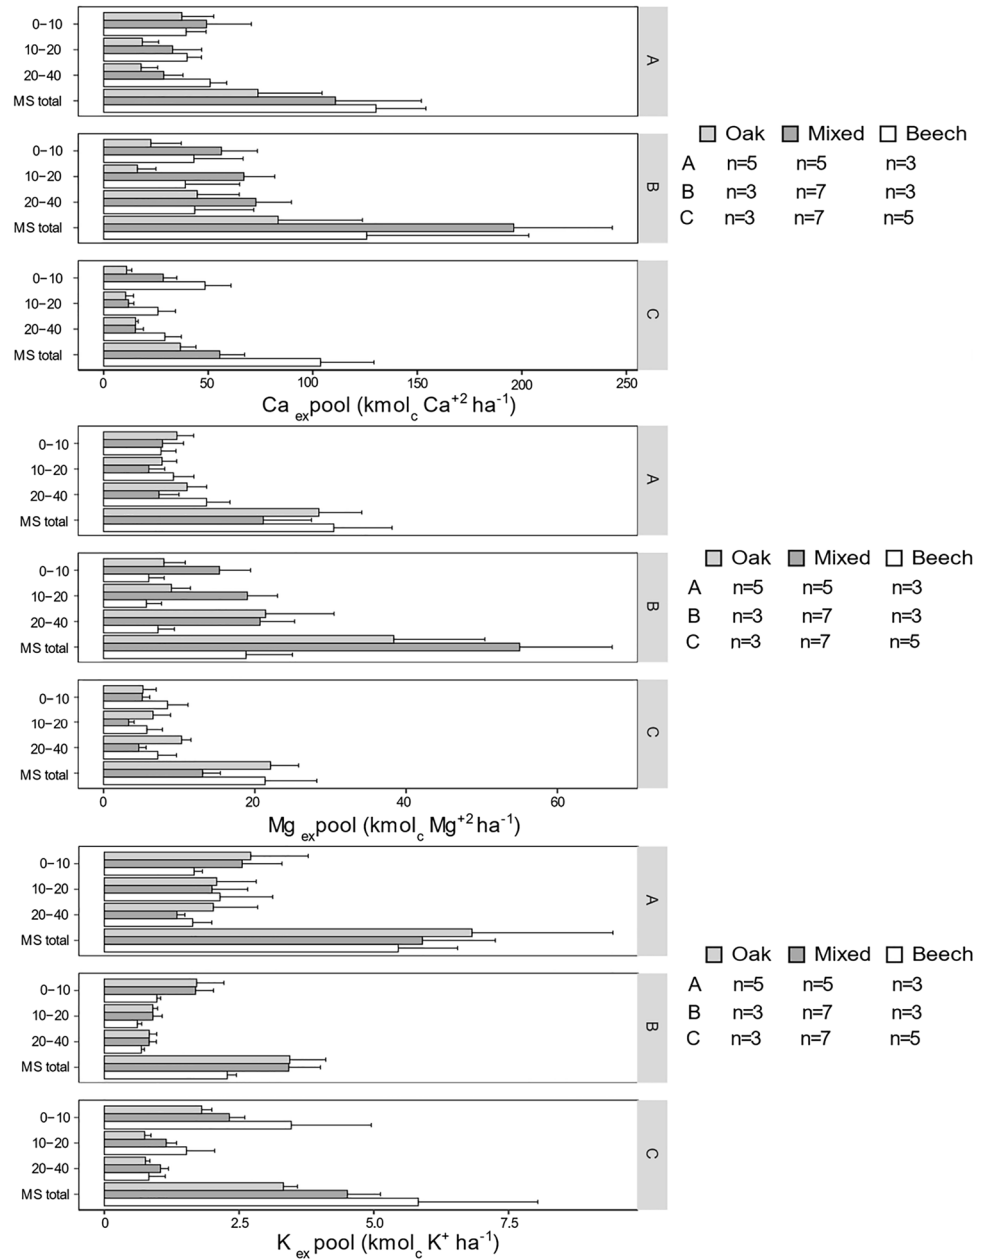 0−10
10−20
20−40
MS total
A
0−10
10−20
20−40
MS total
B
0−10
10−20
20−40
MS total
C
0 50 100 150 200 250
Ca ex pool (kmolc Ca+2 ha-1)
Oak Mixed Beech
A n=5 n=5 n=3
B n=3 n=7 n=3
C n=3 n=7 n=5
0−10
10−20
20−40
MS total
A
0−10
10−20
20−40
MS total
B
0−10
10−20
20−40
MS total
C
0 20 40 60
Mg ex pool (kmolc Mg+2 ha-1)
Oak Mixed Beech
A n=5 n=5 n=3
B n=3 n=7 n=3
C n=3 n=7 n=5
0−10
10−20
20−40
MS total
A
0−10
10−20
20−40
MS total
B
0−10
10−20
20−40
MS total
C
0 2.5 5.0 7.5
K ex pool (kmolc K+ ha-1)
Oak Mixed Beech
A n=5 n=5 n=3
B n=3 n=7 n=3
C n=3 n=7 n=5